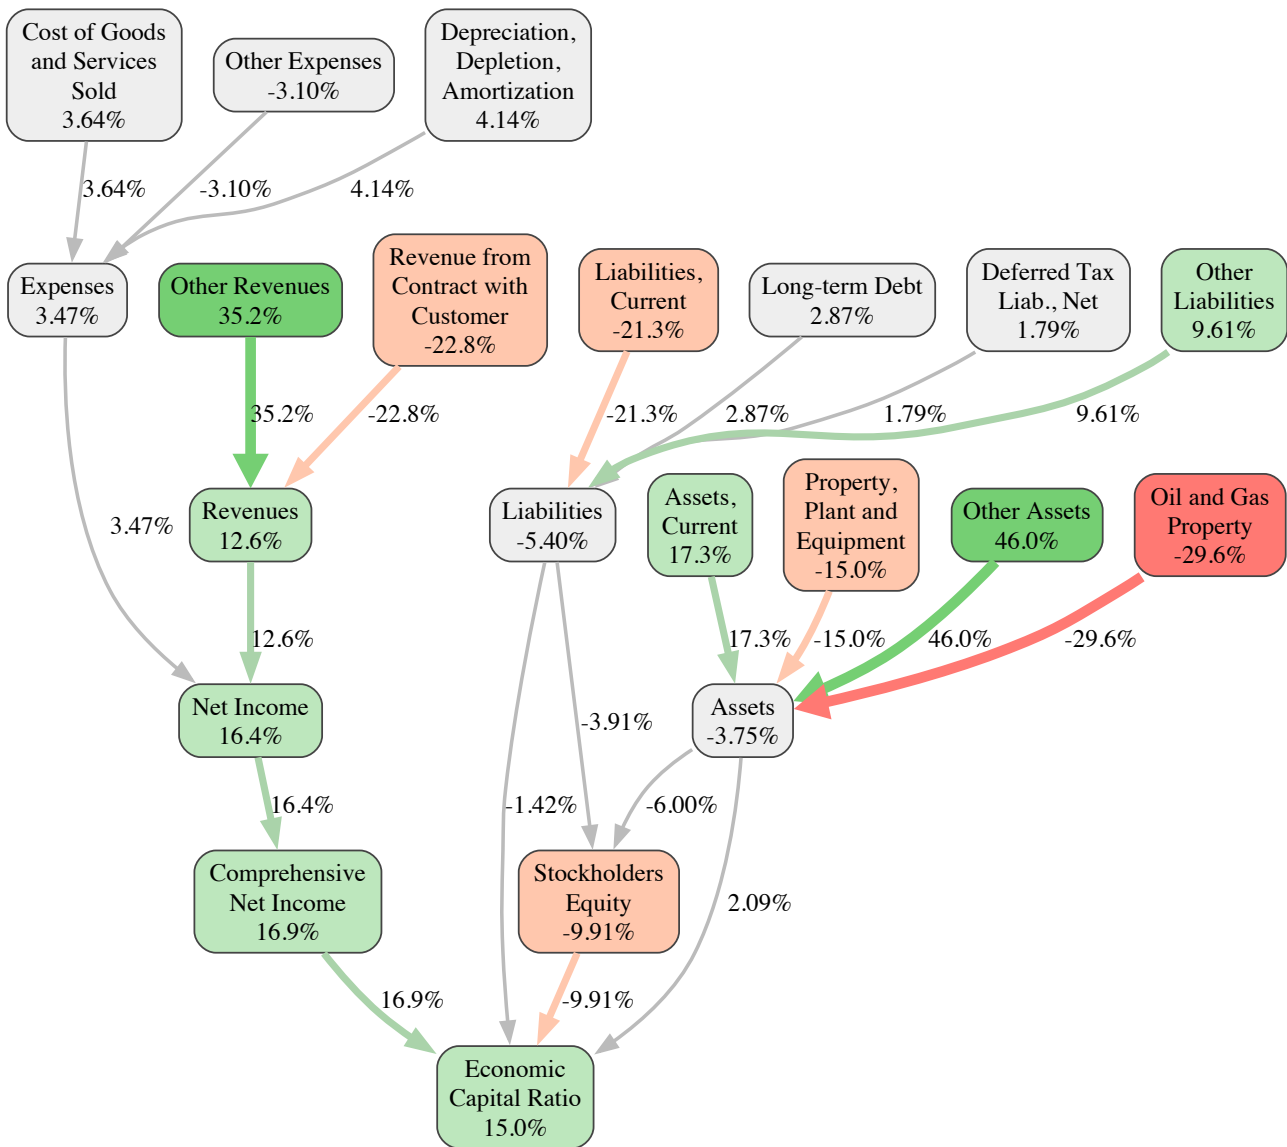 Cost of Goods
and Services
Sold
3.64%
Other Expenses
-3.10%
Depreciation,
Depletion,
Amortization
4.14%
3.64%
-3.10%
4.14%
Expenses
3.47%
Other Revenues
35.2%
Revenue from
Contract with
Customer
-22.8%
Liabilities,
Current
-21.3%
Long-term Debt
2.87%
Deferred Tax
Liab., Net
1.79%
Other
Liabilities
9.61%
35.2%
-22.8%
-21.3%
2.87%
1.79%
9.61%
3.47%
Revenues
12.6%
Liabilities
-5.40%
Assets,
Current
17.3%
Property,
Plant and
Equipment
-15.0%
Other Assets
46.0%
Oil and Gas
Property
-29.6%
12.6%
17.3%
-15.0%
46.0%
-29.6%
Net Income
16.4%
-3.91%
Assets
-3.75%
16.4%
-1.42%
-6.00%
Comprehensive
Net Income
16.9%
Stockholders
Equity
-9.91%
2.09%
16.9%
-9.91%
Economic
Capital Ratio
15.0%